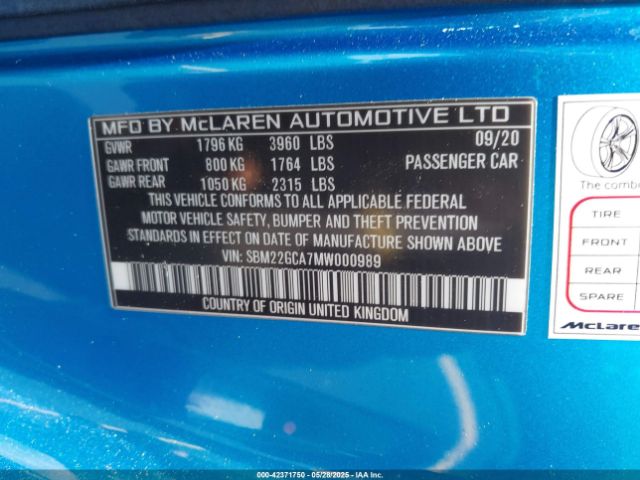 MFD BY McLAREN AUTOMOTIVE LTD
GVWR 1796 KG 3960 LBS 09/20
GAWR FRONT 800 KG 1764 LBS PASSENGER CAR
GAWR REAR 1050 KG 2315 LBS
THIS VEHICLE CONFORMS TO ALL APPLICABLE FEDERAL
MOTOR VEHICLE SAFETY, BUMPER AND THEFT PREVENTION
STANDARDS IN EFFECT ON DATE OF MANUFACTURE SHOWN ABOVE
VIN: SBM22GCA7MW000989
COUNTRY OF ORIGIN UNITED KINGDOM
The comb
TIRE
FRONT
REAR
SPARE
McLaren
000-42371750 | 05/28/2025 - Copart, Inc.